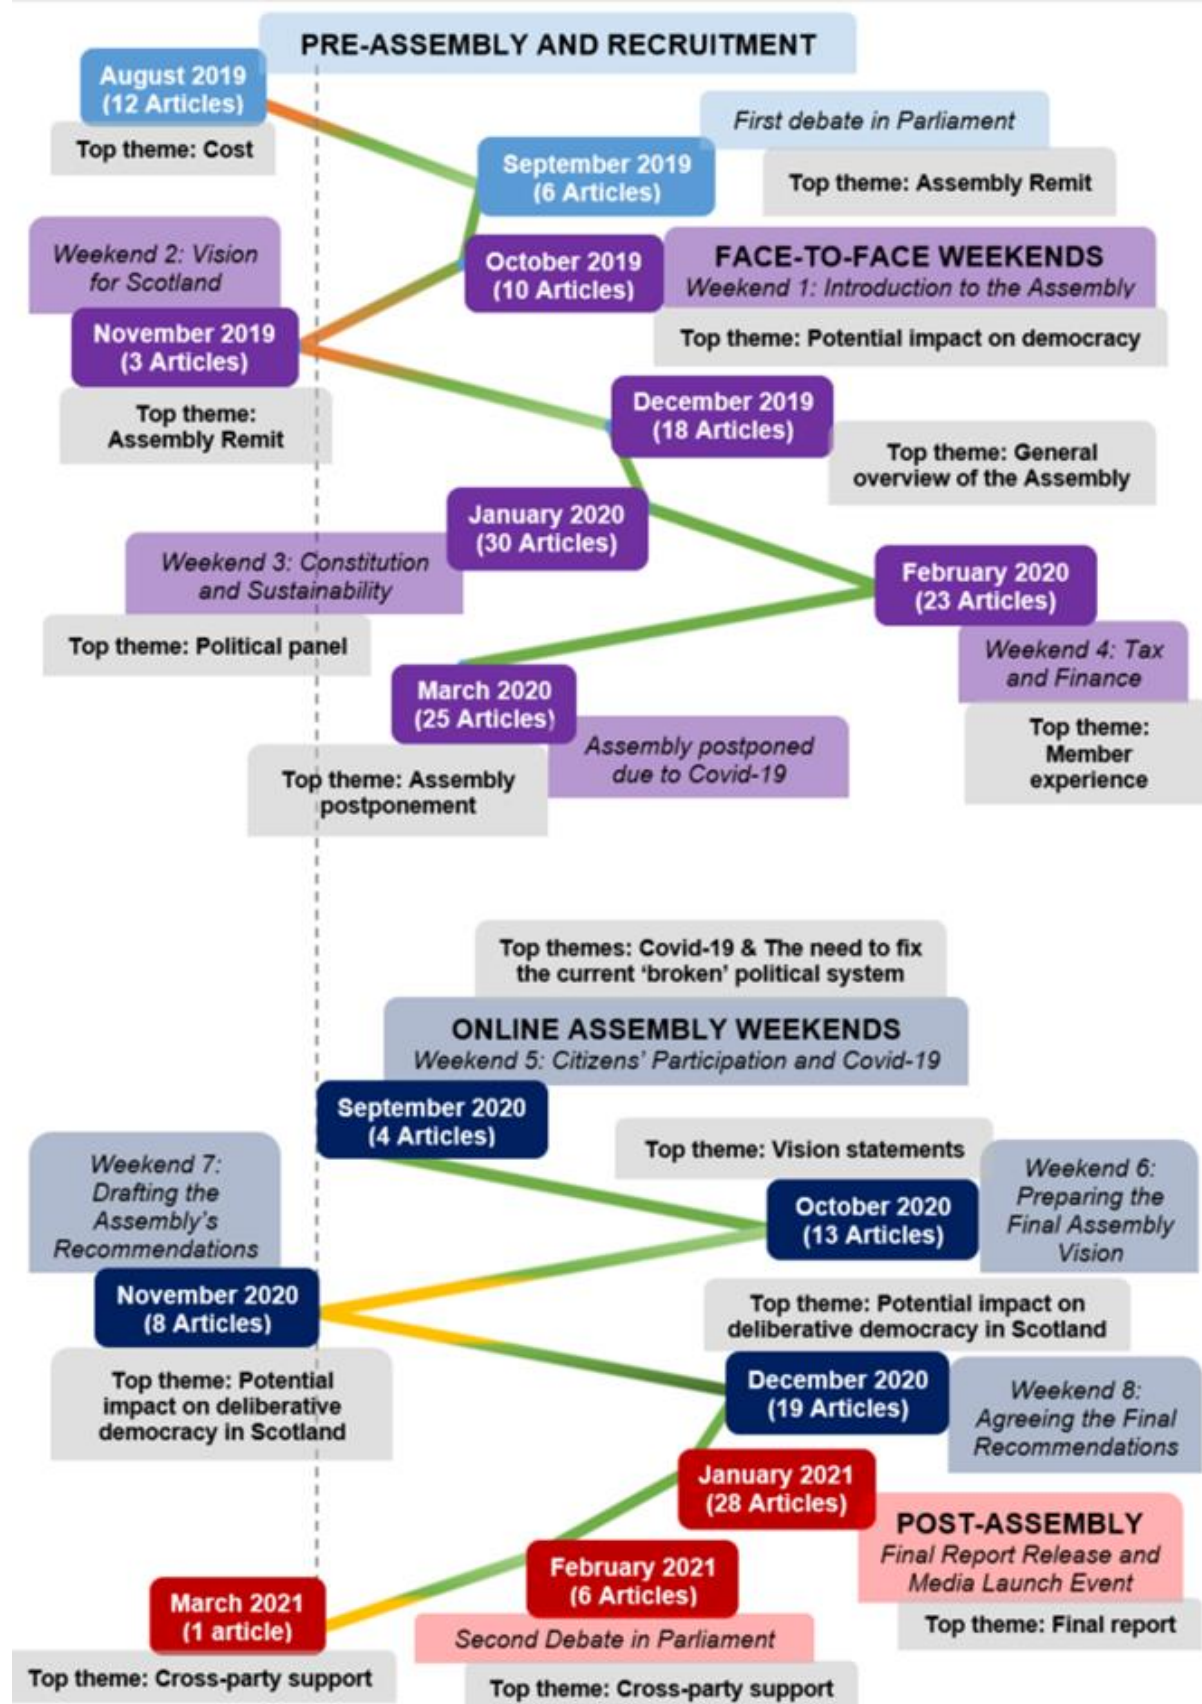 PRE-ASSEMBLY AND RECRUITMENT
August 2019
(12 Articles)
Top theme: Cost
First debate in Parliament
September 2019
(6 Articles)
Top theme: Assembly Remit
Weekend 2: Vision
for Scotland
October 2019
(10 Articles)
FACE-TO-FACE WEEKENDS
Weekend 1: Introduction to the Assembly
Top theme: Potential impact on democracy
November 2019
(3 Articles)
Top theme:
Assembly Remit
December 2019
(18 Articles)
Top theme: General
overview of the Assembly
January 2020
(30 Articles)
Weekend 3: Constitution
and Sustainability
Top theme: Political panel
February 2020
(23 Articles)
Weekend 4: Tax
and Finance
Top theme:
Member
experience
March 2020
(25 Articles)
Assembly postponed
due to Covid-19
Top theme: Assembly
postponement
Top themes: Covid-19 & The need to fix
the current ‘broken’ political system
ONLINE ASSEMBLY WEEKENDS
Weekend 5: Citizens’ Participation and Covid-19
September 2020
(4 Articles)
Top theme: Vision statements
Weekend 6:
Preparing the
Final Assembly
Vision
October 2020
(13 Articles)
Weekend 7:
Drafting the
Assembly’s
Recommendations
November 2020
(8 Articles)
Top theme: Potential
impact on deliberative
democracy in Scotland
Top theme: Potential impact on
deliberative democracy in Scotland
December 2020
(19 Articles)
Weekend 8:
Agreeing the Final
Recommendations
January 2021
(28 Articles)
POST-ASSEMBLY
Final Report Release and
Media Launch Event
Top theme: Final report
February 2021
(6 Articles)
Second Debate in Parliament
Top theme: Cross-party support
March 2021
(1 article)
Top theme: Cross-party support